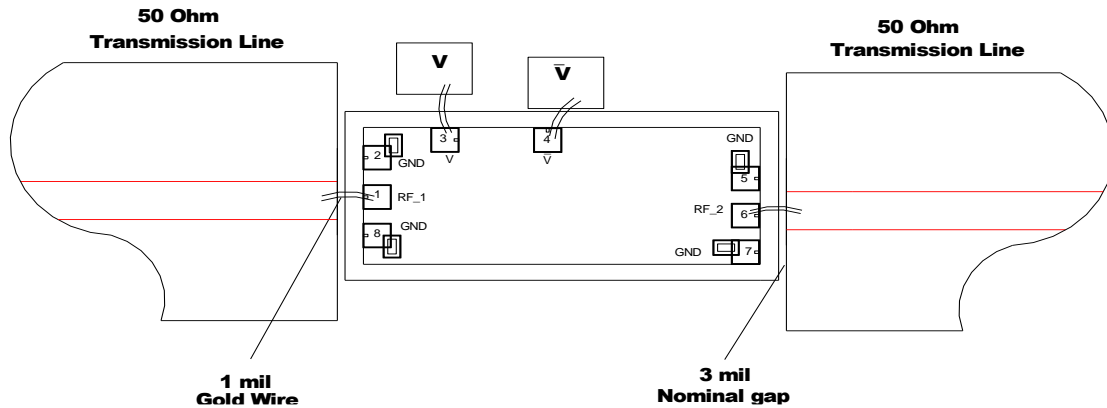 50 Ohm
Transmission Line
50 Ohm
Transmission Line
V
V̅
3
V
4
V̅
2
GND
1
RF_1
8
GND
GND
5
RF_2
6
GND
7
1 mil
Gold Wire
3 mil
Nominal gap